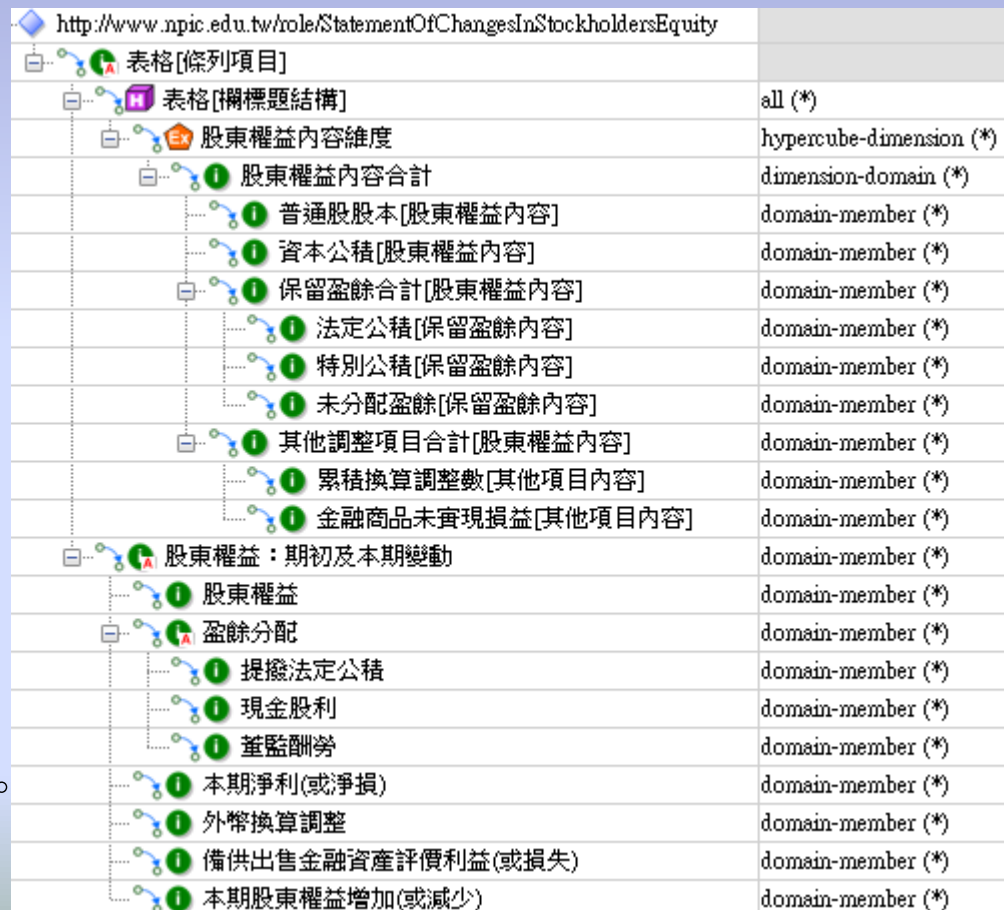 http://www.npic.edu.tw/role/StatementOfChangesInStockholdersEquity
表格[條列項目]
表格[欄標題結構] all (*)
股東權益內容維度 hypercube-dimension (*)
股東權益內容合計 dimension-domain (*)
普通股股本[股東權益內容] domain-member (*)
資本公積[股東權益內容] domain-member (*)
保留盈餘合計[股東權益內容] domain-member (*)
法定公積[保留盈餘內容] domain-member (*)
特別公積[保留盈餘內容] domain-member (*)
未分配盈餘[保留盈餘內容] domain-member (*)
其他調整項目合計[股東權益內容] domain-member (*)
累積換算調整數[其他項目內容] domain-member (*)
金融商品未實現損益[其他項目內容] domain-member (*)
股東權益：期初及本期變動 domain-member (*)
股東權益 domain-member (*)
盈餘分配 domain-member (*)
提撥法定公積 domain-member (*)
現金股利 domain-member (*)
董監酬勞 domain-member (*)
本期淨利(或淨損) domain-member (*)
外幣換算調整 domain-member (*)
備供出售金融資產評價利益(或損失) domain-member (*)
本期股東權益增加(或減少) domain-member (*)